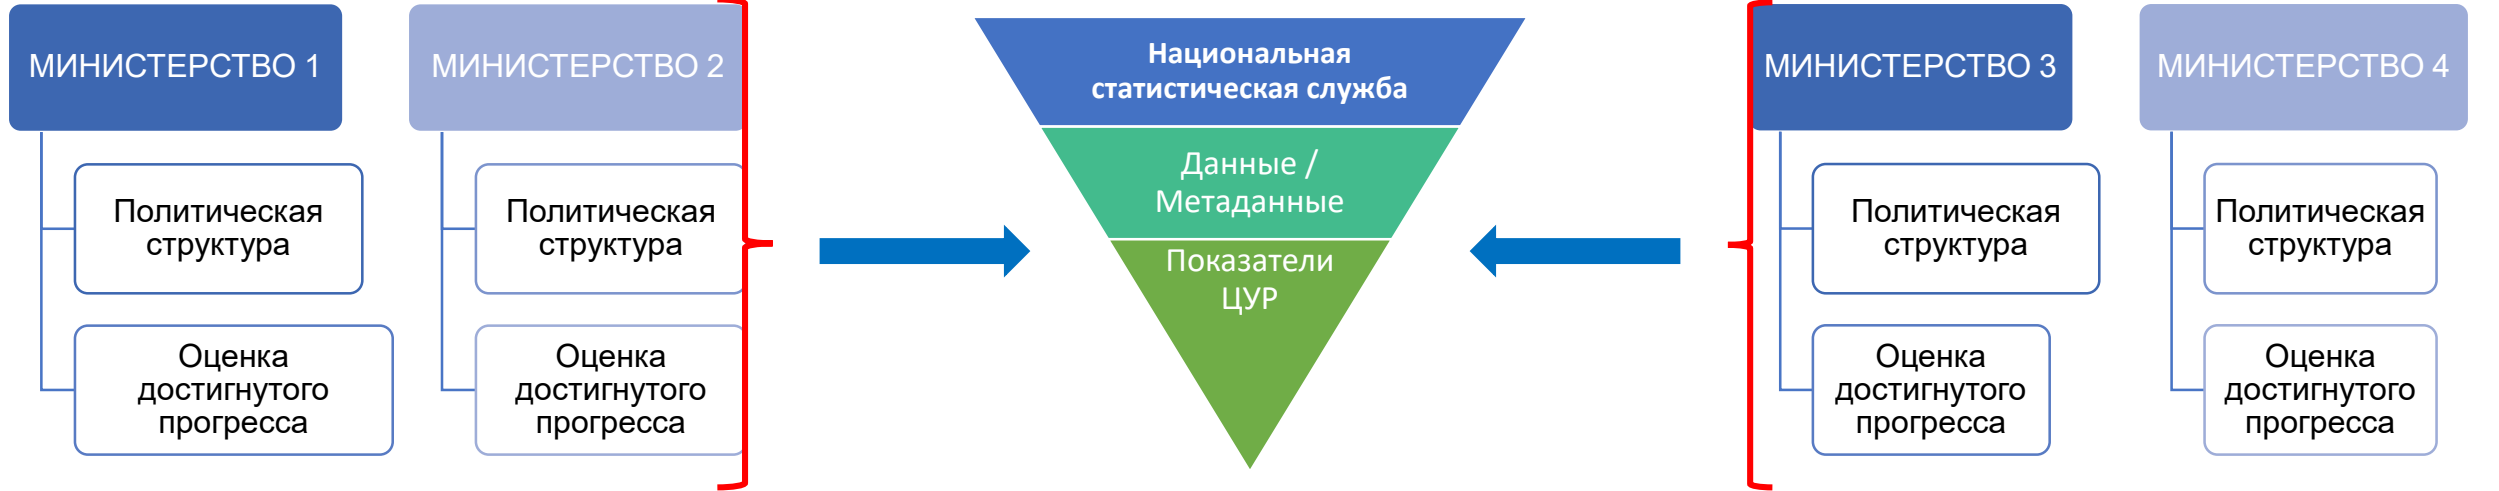 МИНИСТЕРСТВО 1
Политическая
структура
Оценка
достигнутого
прогресса
МИНИСТЕРСТВО 2
Политическая
структура
Оценка
достигнутого
прогресса
Национальная
статистическая служба
Данные /
Метаданные
Показатели
ЦУР
МИНИСТЕРСТВО 3
Политическая
структура
Оценка
достигнутого
прогресса
МИНИСТЕРСТВО 4
Политическая
структура
Оценка
достигнутого
прогресса